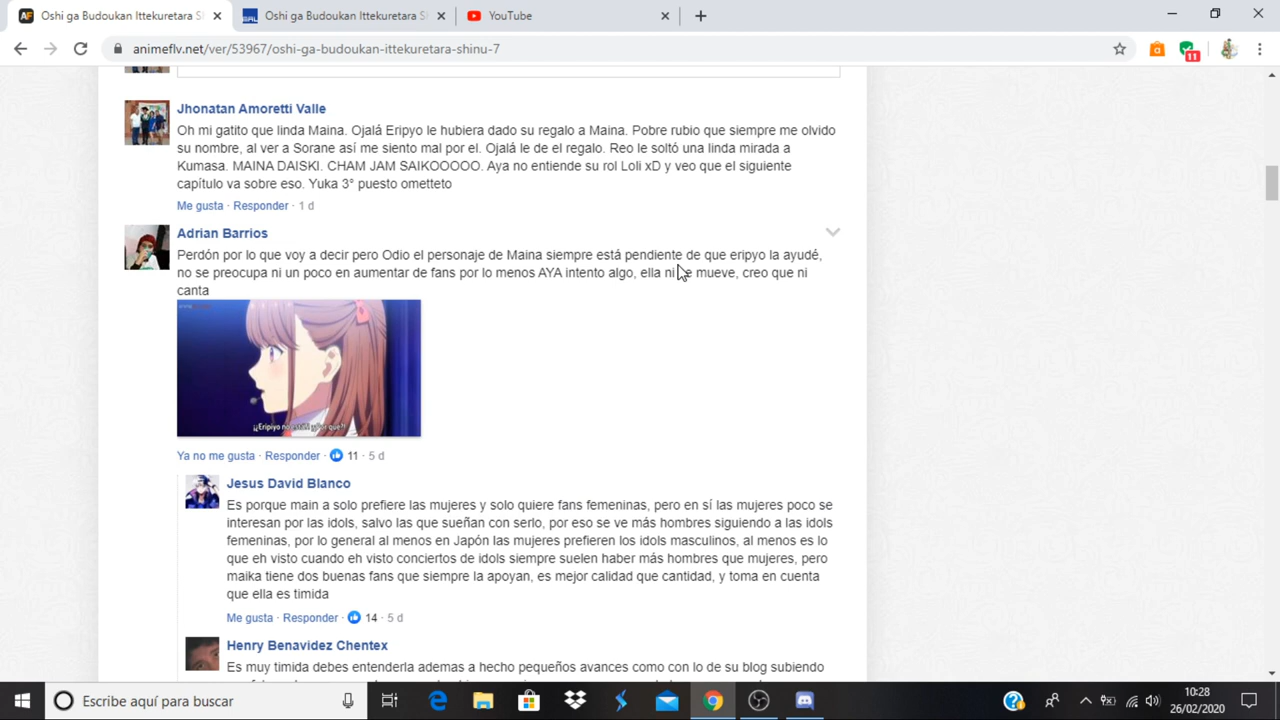 Oshi ga Budoukan Ittekuretara S
Oshi ga Budoukan Ittekuretara S
YouTube
animeflv.net/ver/53967/oshi-ga-budoukan-ittekuretara-shinu-7
11
Jhonatan Amoretti Valle
Oh mi gatito que linda Maina. Ojalá Eripyo le hubiera dado su regalo a Maina. Pobre rubio que siempre me olvido
su nombre, al ver a Sorane así me siento mal por el. Ojalá le de el regalo. Reo le soltó una linda mirada a
Kumasa. MAINA DAISKI. CHAM JAM SAIKOOOOO. Aya no entiende su rol Loli xD y veo que el siguiente
capítulo va sobre eso. Yuka 3° puesto ometteto
Me gusta · Responder · 1 d
Adrian Barrios
Perdón por lo que voy a decir pero Odio el personaje de Maina siempre está pendiente de que eripyo la ayudé,
no se preocupa ni un poco en aumentar de fans por lo menos AYA intento algo, ella ni mueve, creo que ni
canta
¡¿Eripiyo no está?! ¡¿Por qué?!
Ya no me gusta · Responder · 11 · 5 d
Jesus David Blanco
Es porque main a solo prefiere las mujeres y solo quiere fans femeninas, pero en sí las mujeres poco se
interesan por las idols, salvo las que sueñan con serlo, por eso se ve más hombres siguiendo a las idols
femeninas, por lo general al menos en Japón las mujeres prefieren los idols masculinos, al menos es lo
que eh visto cuando eh visto conciertos de idols siempre suelen haber más hombres que mujeres, pero
maika tiene dos buenas fans que siempre la apoyan, es mejor calidad que cantidad, y toma en cuenta
que ella es timida
Me gusta · Responder · 14 · 5 d
Henry Benavidez Chentex
Es muy timida debes entenderla ademas a hecho pequeños avances como con lo de su blog subiendo
Escribe aquí para buscar
10:28
26/02/2020